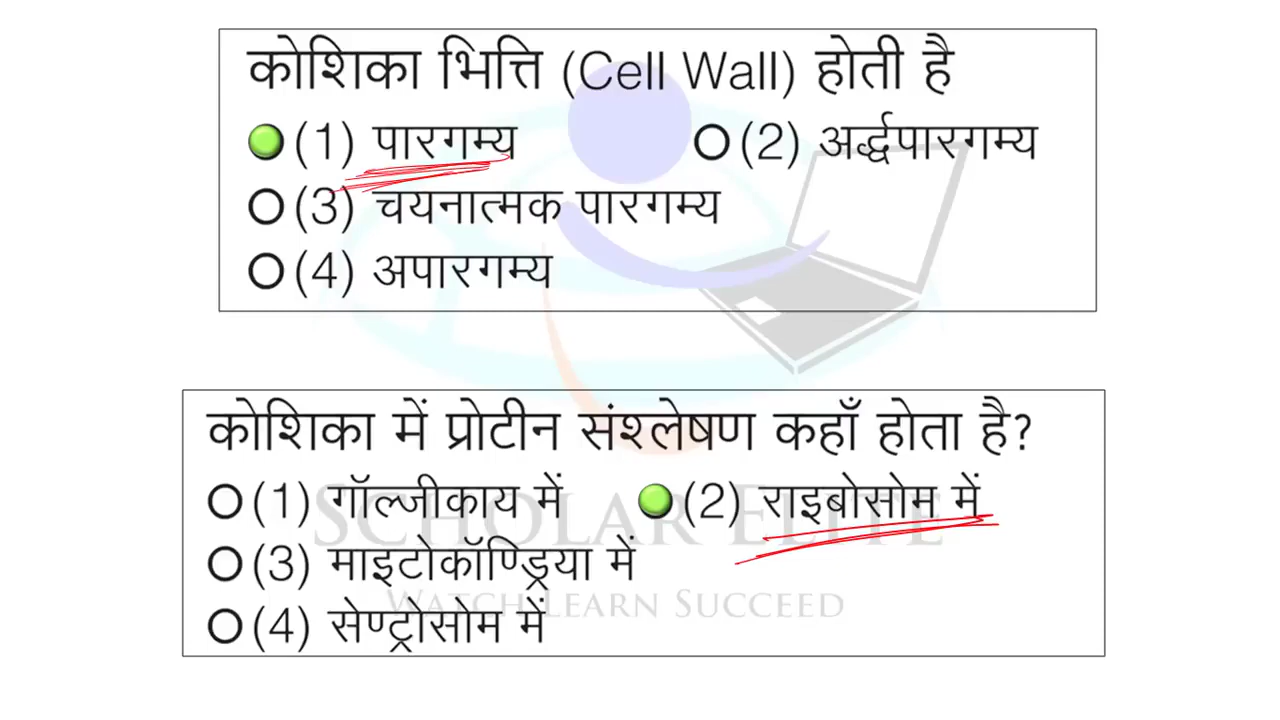 कोशिका भित्ति (Cell Wall) होती है
(1) पारगम्य (2) अर्द्धपारगम्य
(3) चयनात्मक पारगम्य
(4) अपारगम्य
कोशिका में प्रोटीन संश्लेषण कहाँ होता है?
(1) गॉल्जीकाय में (2) राइबोसोम में
SCHOLAR ELITE
(3) माइटोकॉण्ड्रिया में
WATCH LEARN SUCCEED
(4) सेण्ट्रोसोम में